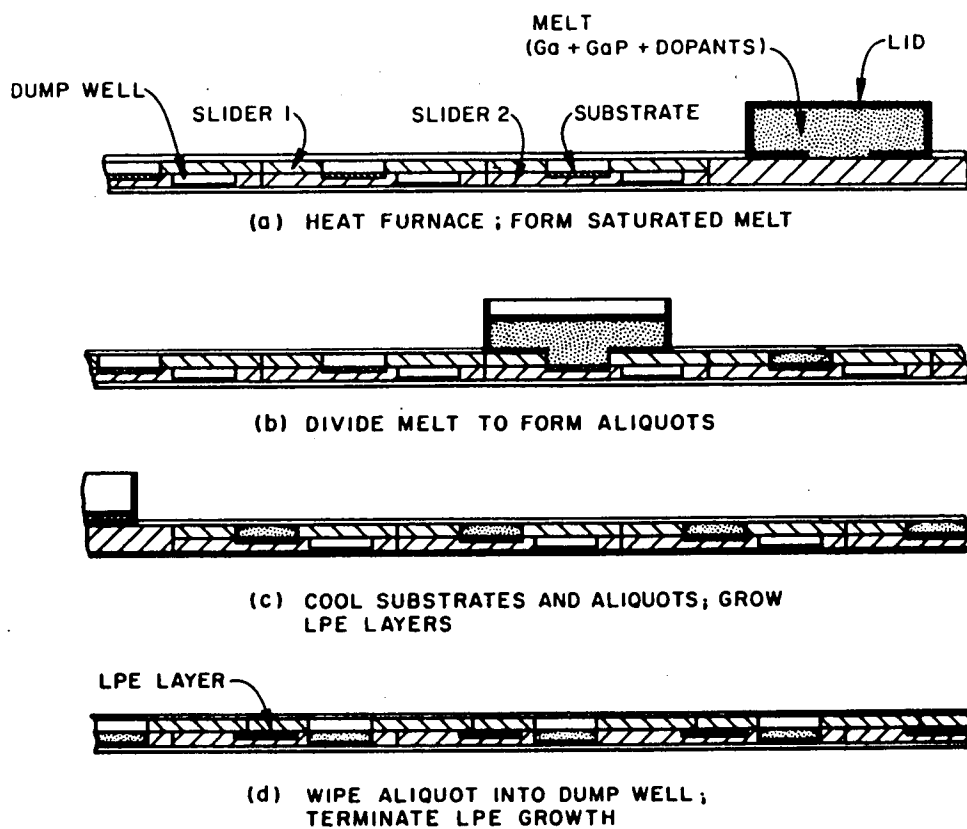 MELT
(Ga + GaP + DOPANTS)
LID
DUMP WELL
SLIDER 1
SLIDER 2
SUBSTRATE
(a) HEAT FURNACE ; FORM SATURATED MELT
(b) DIVIDE MELT TO FORM ALIQUOTS
(c) COOL SUBSTRATES AND ALIQUOTS; GROW
LPE LAYERS
LPE LAYER
(d) WIPE ALIQUOT INTO DUMP WELL;
TERMINATE LPE GROWTH